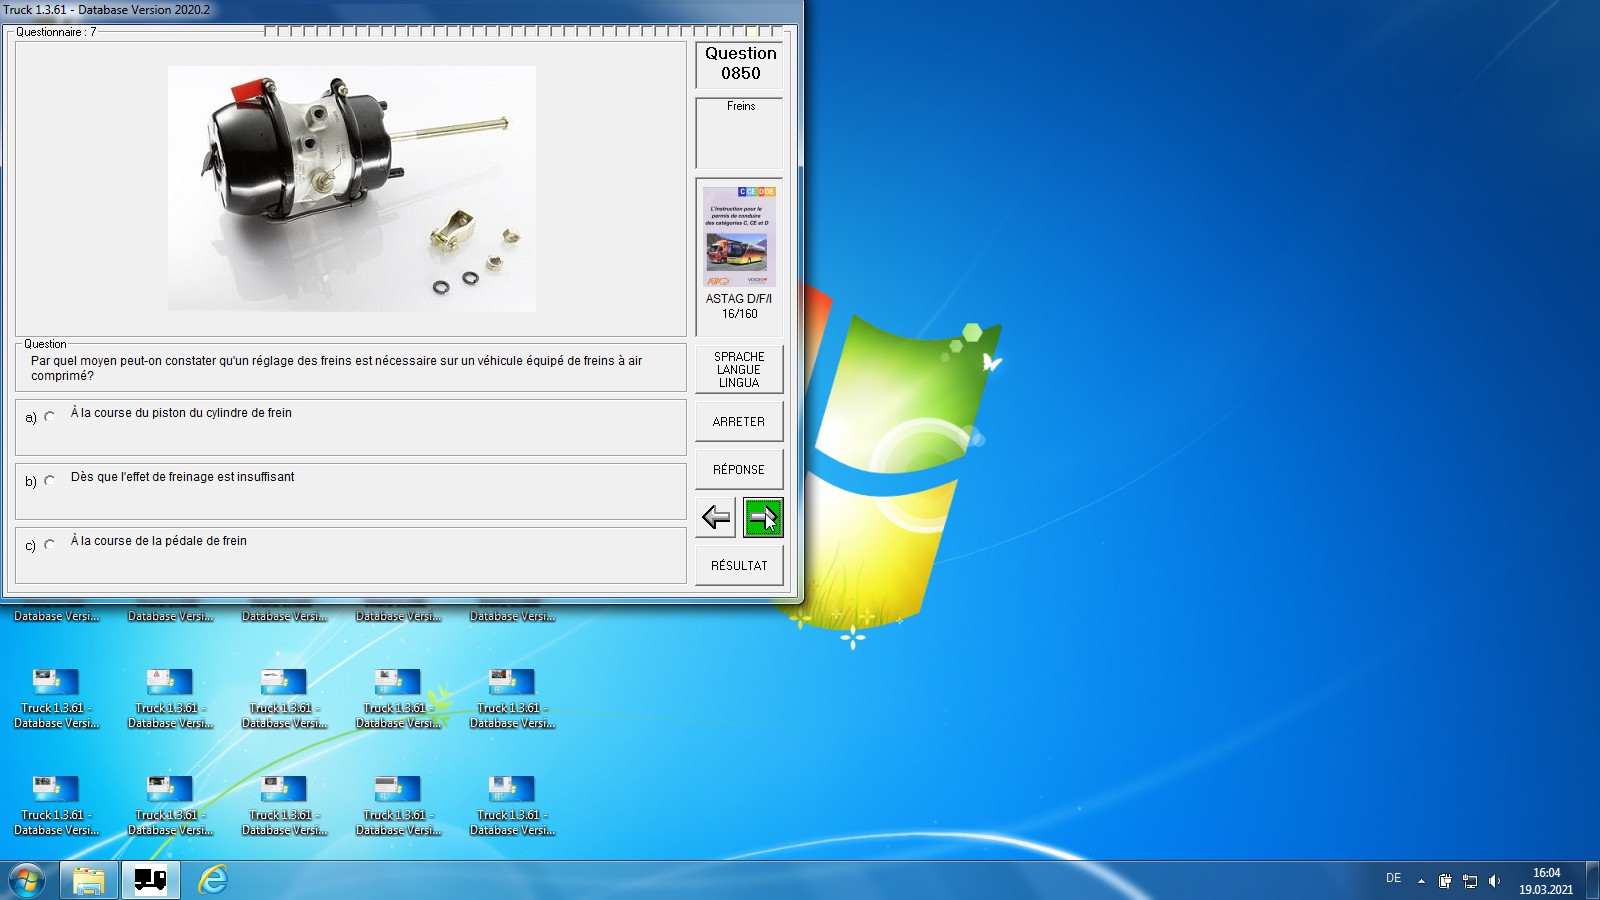 Truck 1.3.61 - Database Version 2020.2
Questionnaire : 7
Question
0850
Freins
C CE D DE
L'instruction pour le
permis de conduire
des catégories C, CE et D
ASTAG D/F/I
16/160
Question
Par quel moyen peut-on constater qu'un réglage des freins est nécessaire sur un véhicule équipé de freins à air
comprimé?
SPRACHE
LANGUE
LINGUA
a) À la course du piston du cylindre de frein
ARRETER
b) Dès que l'effet de freinage est insuffisant
RÉPONSE
c) À la course de la pédale de frein
RÉSULTAT
Database Versi... Database Versi... Database Versi... Database Versi... Database Versi...
Truck 1.3.61 - Truck 1.3.61 - Truck 1.3.61 - Truck 1.3.61 - Truck 1.3.61 -
Database Versi... Database Versi... Database Versi... Database Versi... Database Versi...
Truck 1.3.61 - Truck 1.3.61 - Truck 1.3.61 - Truck 1.3.61 - Truck 1.3.61 -
Database Versi... Database Versi... Database Versi... Database Versi... Database Versi...
DE
16:04
19.03.2021